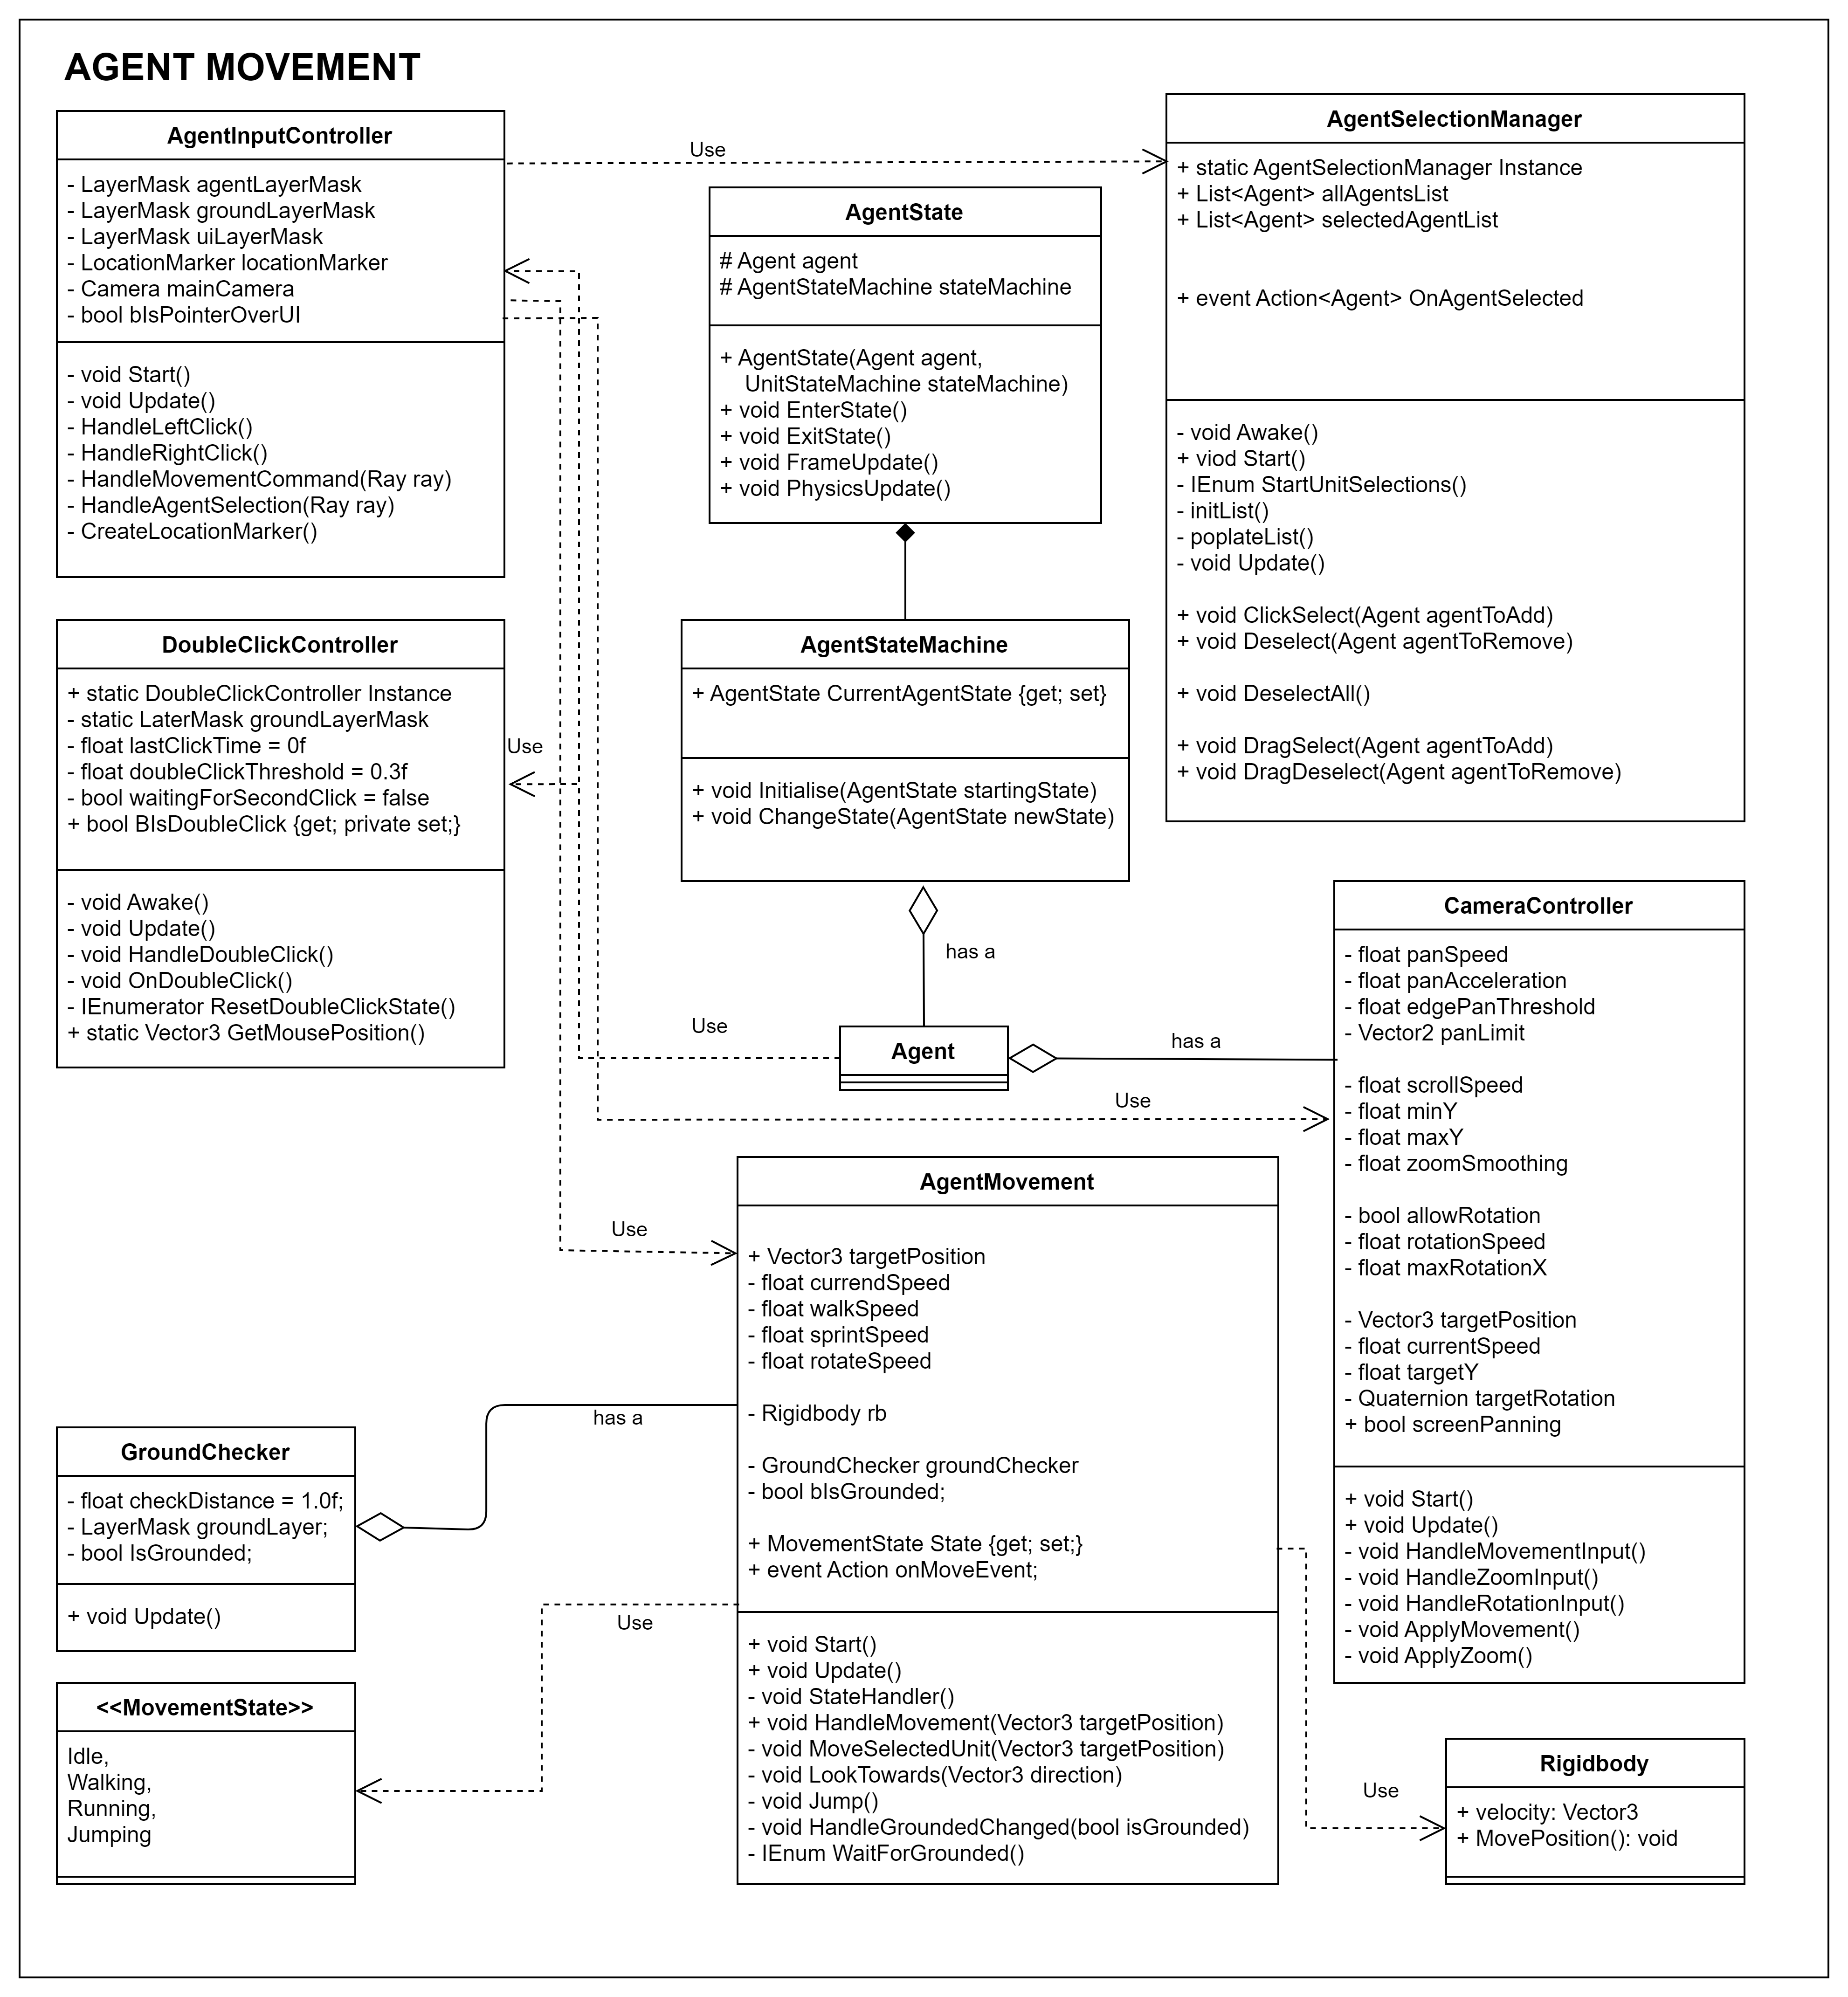 AGENT MOVEMENT
AgentInputController
- LayerMask agentLayerMask
- LayerMask groundLayerMask
- LayerMask uiLayerMask
- LocationMarker locationMarker
- Camera mainCamera
- bool bIsPointerOverUI
- void Start()
- void Update()
- HandleLeftClick()
- HandleRightClick()
- HandleMovementCommand(Ray ray)
- HandleAgentSelection(Ray ray)
- CreateLocationMarker()
Use
AgentState
# Agent agent
# AgentStateMachine stateMachine
+ AgentState(Agent agent,
UnitStateMachine stateMachine)
+ void EnterState()
+ void ExitState()
+ void FrameUpdate()
+ void PhysicsUpdate()
AgentSelectionManager
+ static AgentSelectionManager Instance
+ List<Agent> allAgentsList
+ List<Agent> selectedAgentList
+ event Action<Agent> OnAgentSelected
- void Awake()
+ viod Start()
- IEnum StartUnitSelections()
- initList()
- poplateList()
- void Update()
+ void ClickSelect(Agent agentToAdd)
+ void Deselect(Agent agentToRemove)
+ void DeselectAll()
+ void DragSelect(Agent agentToAdd)
+ void DragDeselect(Agent agentToRemove)
DoubleClickController
+ static DoubleClickController Instance
- static LaterMask groundLayerMask
- float lastClickTime = 0f
- float doubleClickThreshold = 0.3f
- bool waitingForSecondClick = false
+ bool BIsDoubleClick {get; private set;}
- void Awake()
- void Update()
- void HandleDoubleClick()
- void OnDoubleClick()
- IEnumerator ResetDoubleClickState()
+ static Vector3 GetMousePosition()
Use
AgentStateMachine
+ AgentState CurrentAgentState {get; set}
+ void Initialise(AgentState startingState)
+ void ChangeState(AgentState newState)
has a
Use
Agent
has a
Use
CameraController
- float panSpeed
- float panAcceleration
- float edgePanThreshold
- Vector2 panLimit
- float scrollSpeed
- float minY
- float maxY
- float zoomSmoothing
- bool allowRotation
- float rotationSpeed
- float maxRotationX
- Vector3 targetPosition
- float currentSpeed
- float targetY
- Quaternion targetRotation
+ bool screenPanning
+ void Start()
+ void Update()
- void HandleMovementInput()
- void HandleZoomInput()
- void HandleRotationInput()
- void ApplyMovement()
- void ApplyZoom()
Use
AgentMovement
+ Vector3 targetPosition
- float currendSpeed
- float walkSpeed
- float sprintSpeed
- float rotateSpeed
- Rigidbody rb
- GroundChecker groundChecker
- bool bIsGrounded;
+ MovementState State {get; set;}
+ event Action onMoveEvent;
+ void Start()
+ void Update()
- void StateHandler()
+ void HandleMovement(Vector3 targetPosition)
- void MoveSelectedUnit(Vector3 targetPosition)
- void LookTowards(Vector3 direction)
- void Jump()
- void HandleGroundedChanged(bool isGrounded)
- IEnum WaitForGrounded()
has a
GroundChecker
- float checkDistance = 1.0f;
- LayerMask groundLayer;
- bool IsGrounded;
+ void Update()
Use
<<MovementState>>
Idle,
Walking,
Running,
Jumping
Use
Rigidbody
+ velocity: Vector3
+ MovePosition(): void